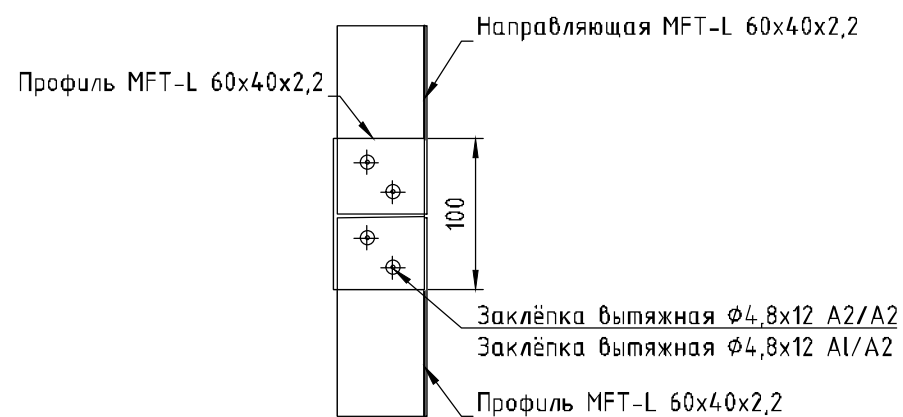 Направляющая MFT-L 60х40х2,2
Профиль MFT-L 60х40х2,2
100
Заклёпка вытяжная Ø4,8х12 A2/A2
Заклёпка вытяжная Ø4,8х12 Al/A2
Профиль MFT-L 60х40х2,2